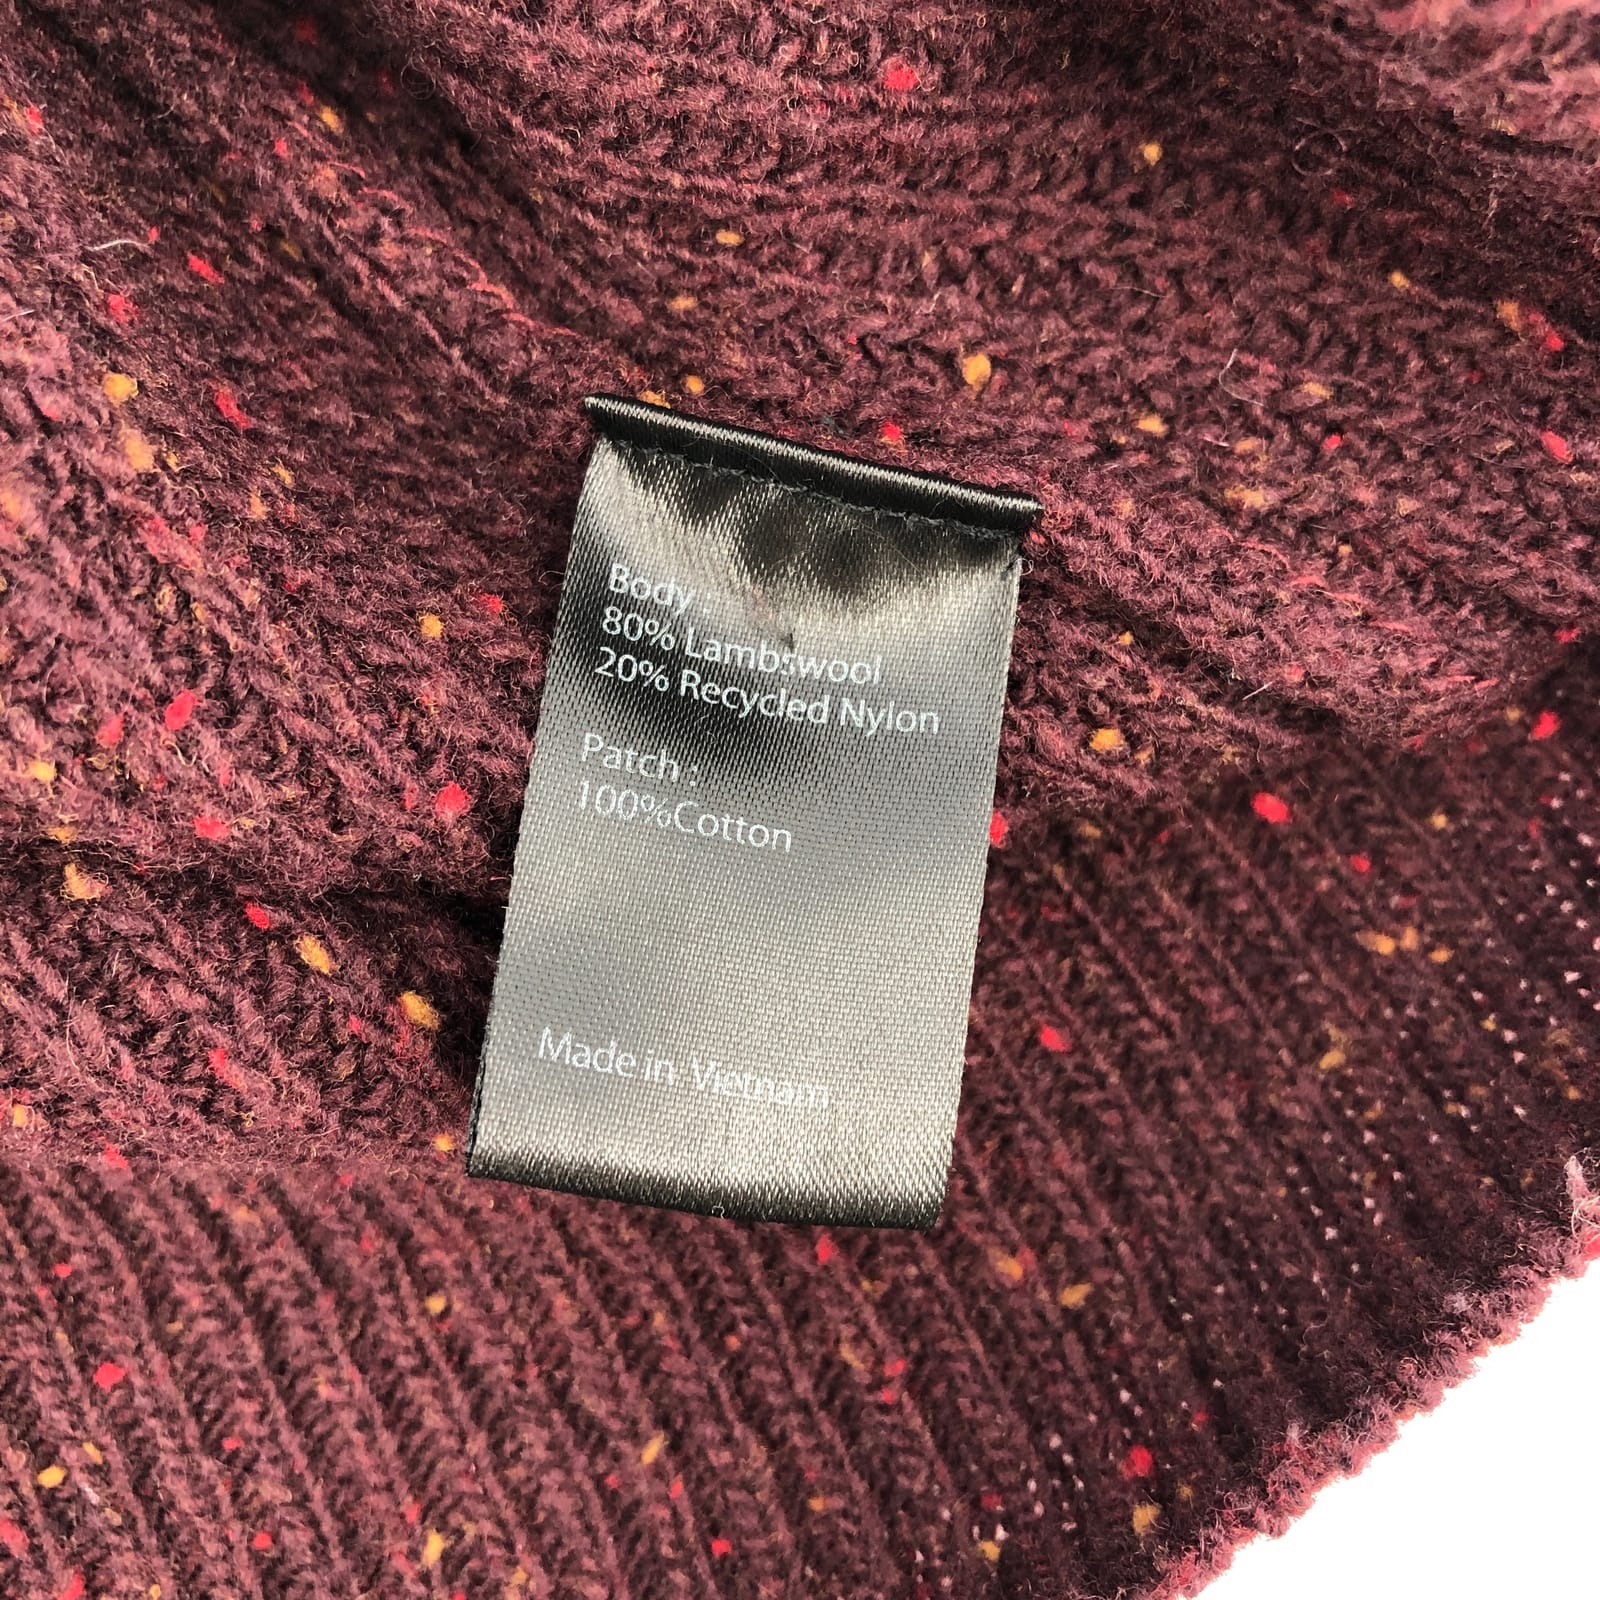 Body :
80% Lambswool
20% Recycled Nylon
Patch :
100%Cotton
Made in Vietnam